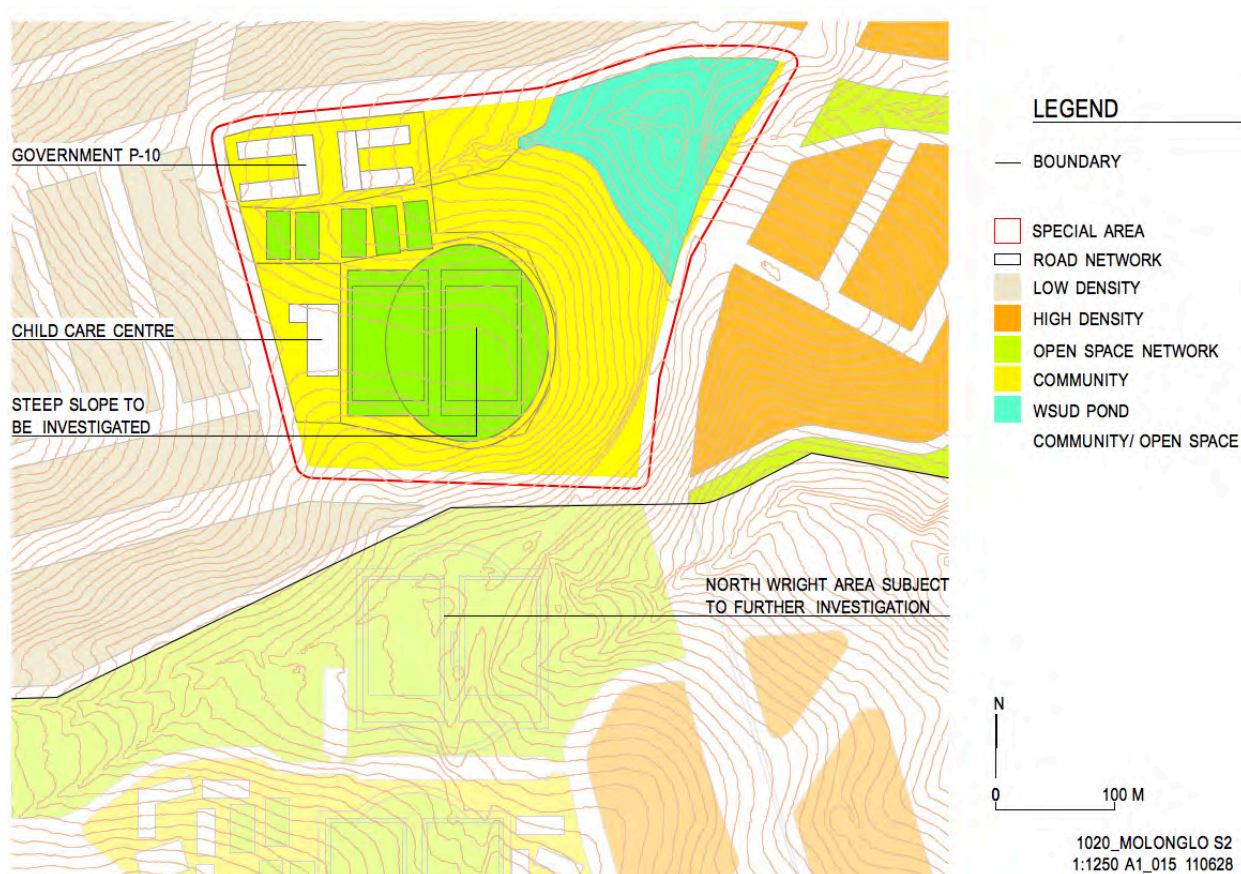 GOVERNMENT P-10
CHILD CARE CENTRE
STEEP SLOPE TO
BE INVESTIGATED
NORTH WRIGHT AREA SUBJECT
TO FURTHER INVESTIGATION
LEGEND
BOUNDARY
SPECIAL AREA
ROAD NETWORK
LOW DENSITY
HIGH DENSITY
OPEN SPACE NETWORK
COMMUNITY
WSUD POND
COMMUNITY/ OPEN SPACE
N
0 100 M
1020_MOLONGLO S2
1:1250 A1_015 110628